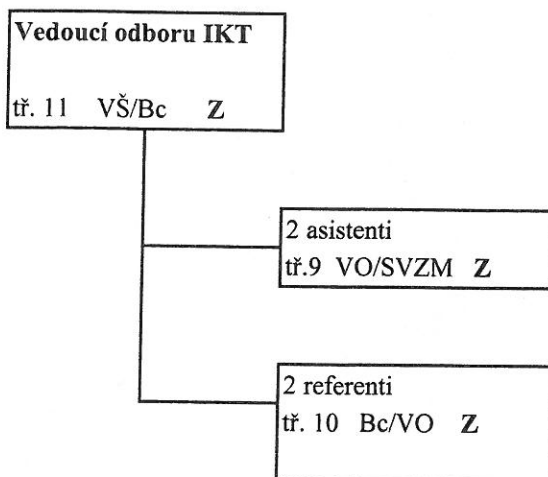 Vedoucí odboru IKT
tř. 11 VŠ/Bc Z
2 asistenti
tř.9 VO/SVZM Z
2 referenti
tř. 10 Bc/VO Z